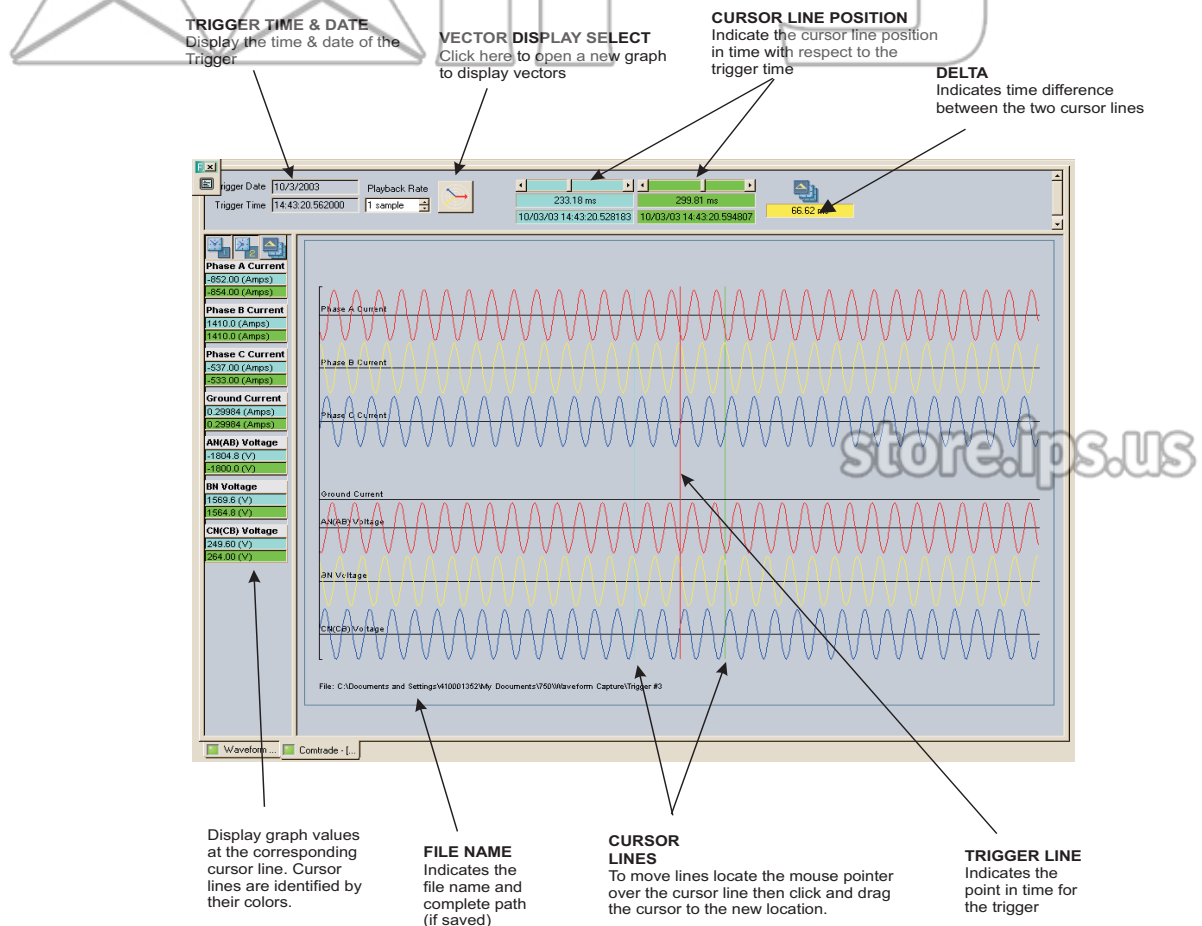 TRIGGER TIME & DATE
Display the time & date of the
Trigger
VECTOR DISPLAY SELECT
Click here to open a new graph
to display vectors
CURSOR LINE POSITION
Indicate the cursor line position
in time with respect to the
trigger time
DELTA
Indicates time difference
between the two cursor lines
rigger Date 10/3/2003
Trigger Time 14:43:20.562000
Playback Rate
1 sample
233.18 ms
10/03/03 14:43:20.528183
299.81 ms
10/03/03 14:43:20.594807
66.62
1
2
Phase A Current
-852.00 (Amps)
-854.00 (Amps)
Phase B Current
1410.0 (Amps)
1410.0 (Amps)
Phase C Current
-537.00 (Amps)
-533.00 (Amps)
Ground Current
0.29984 (Amps)
0.29984 (Amps)
AN(AB) Voltage
-1804.8 (V)
-1800.0 (V)
BN Voltage
1569.6 (V)
1564.8 (V)
CN(CB) Voltage
249.60 (V)
264.00 (V)
Phase A Current
Phase B Current
Phase C Current
Ground Current
AN(AB) Voltage
BN Voltage
CN(CB) Voltage
File: C:\Documents and Settings\410001352\My Documents\750\Waveform Capture\Trigger #3
Waveform ...
Comtrade - [...
store.ips.us
Display graph values
at the corresponding
cursor line. Cursor
lines are identified by
their colors.
FILE NAME
Indicates the
file name and
complete path
(if saved)
CURSOR
LINES
To move lines locate the mouse pointer
over the cursor line then click and drag
the cursor to the new location.
TRIGGER LINE
Indicates the
point in time for
the trigger